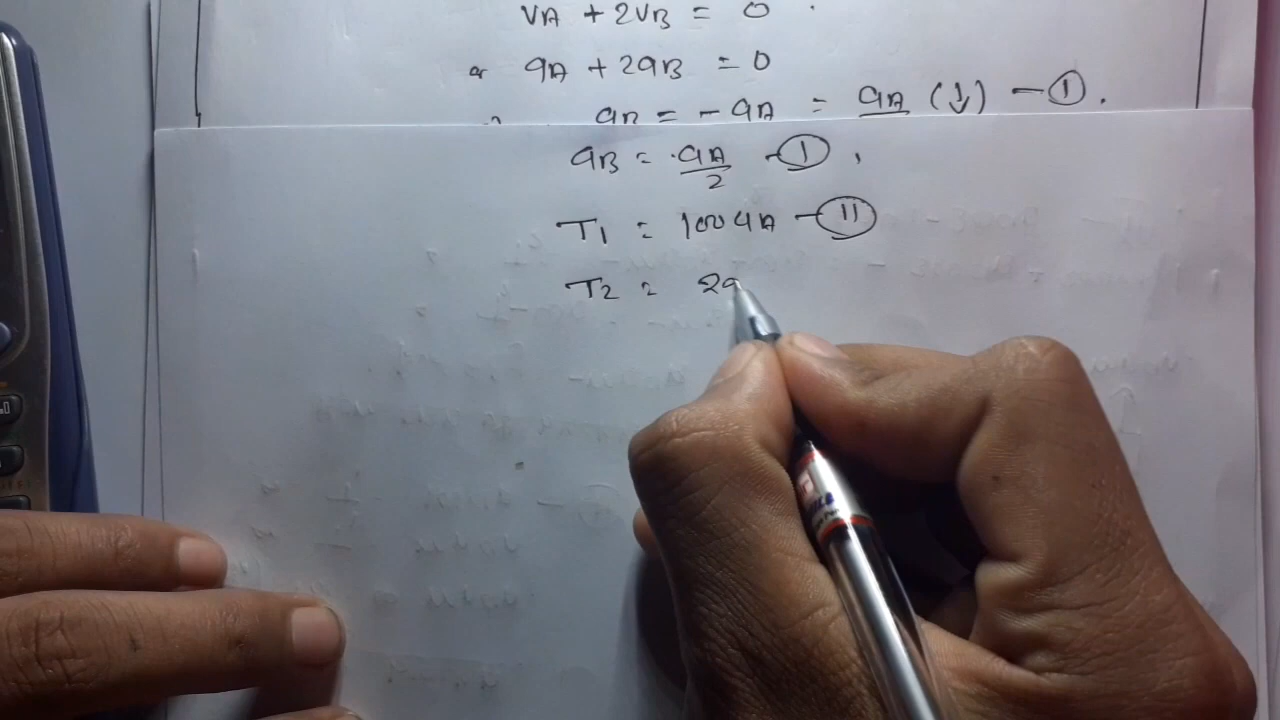 vA + 2vB = 0 .
or aA + 2aB = 0
aB = - aA = aA (↓) — ①.
aB = aA/2 — ① ,
T1 = 100 aA — ⑪
T2 = 29